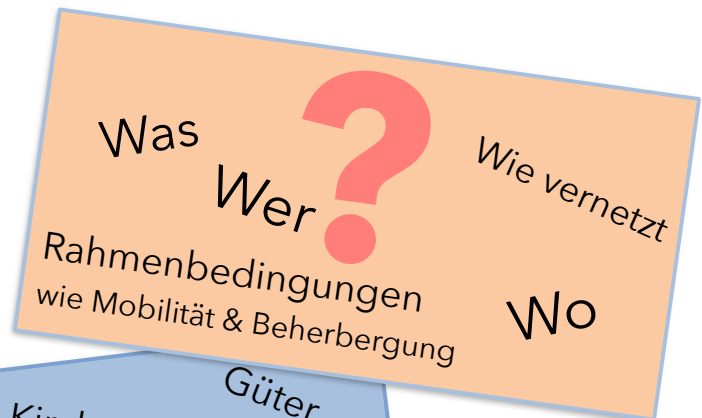 ?
Was
Wer
Wie vernetzt
Rahmenbedingungen
wie Mobilität & Beherbergung
Wo
Güter